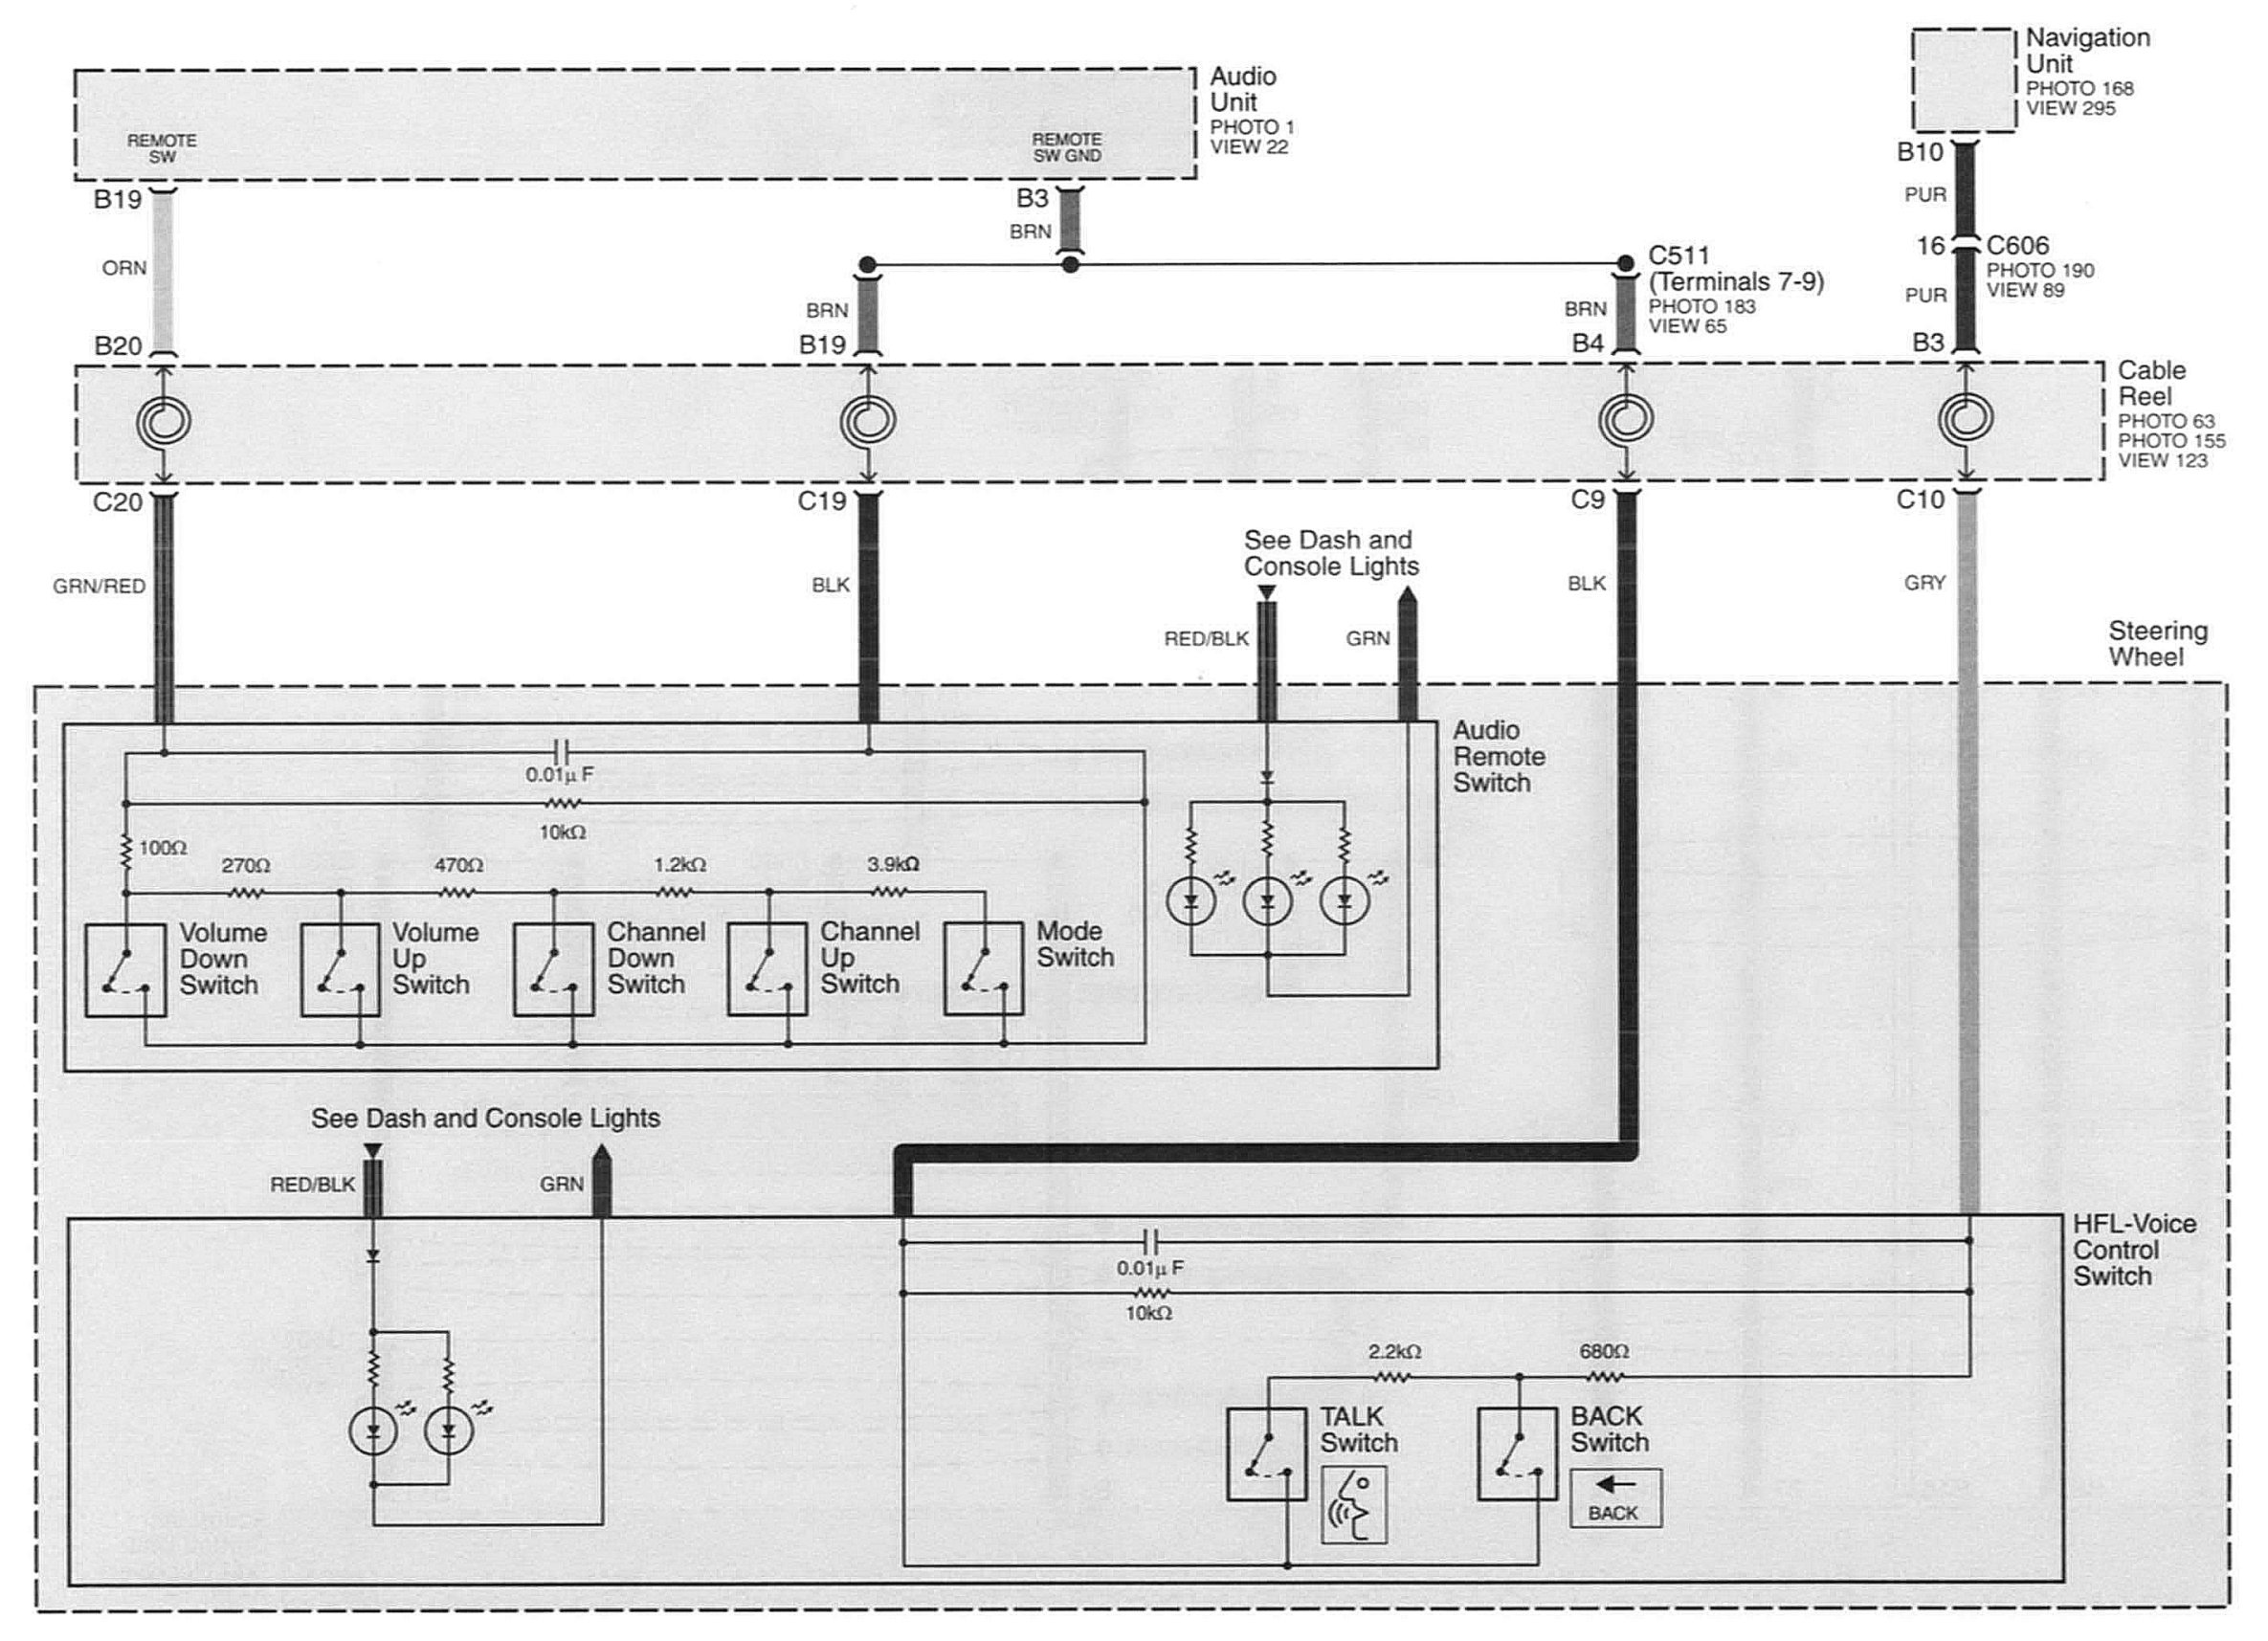 Audio
Unit
PHOTO 1
VIEW 22
REMOTE
SW
REMOTE
SW GND
Navigation
Unit
PHOTO 168
VIEW 295
B19
ORN
B20
B3
BRN
BRN
B19
C511
(Terminals 7-9)
PHOTO 183
VIEW 65
BRN
B4
B10
PUR
16
C606
PHOTO 190
VIEW 89
PUR
B3
Cable
Reel
PHOTO 63
PHOTO 155
VIEW 123
C20
C19
C9
C10
GRN/RED
BLK
See Dash and
Console Lights
RED/BLK
GRN
BLK
GRY
Steering
Wheel
Audio
Remote
Switch
0.01µ F
10kΩ
100Ω
270Ω
470Ω
1.2kΩ
3.9kΩ
Volume
Down
Switch
Volume
Up
Switch
Channel
Down
Switch
Channel
Up
Switch
Mode
Switch
See Dash and Console Lights
RED/BLK
GRN
HFL-Voice
Control
Switch
0.01µ F
10kΩ
2.2kΩ
680Ω
TALK
Switch
BACK
Switch
BACK